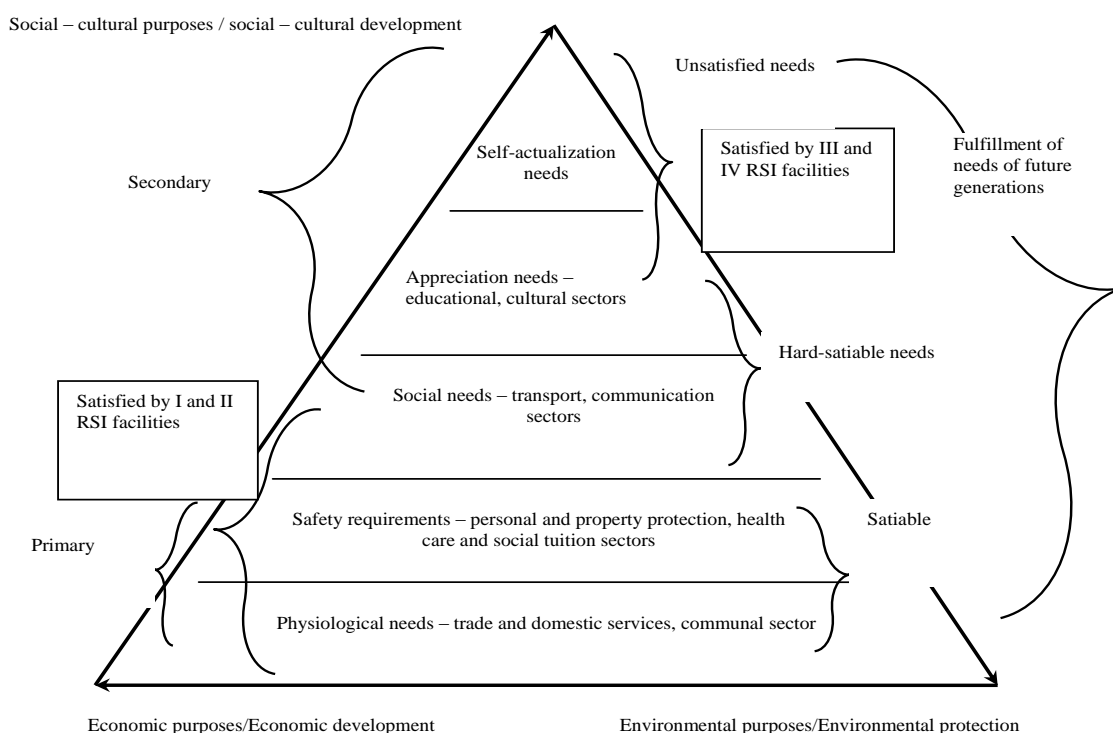 Social – cultural purposes / social – cultural development
Unsatisfied needs
Satisfied by III and
IV RSI facilities
Fulfillment of
needs of future
generations
Self-actualization
needs
Secondary
Appreciation needs –
educational, cultural sectors
Hard-satiable needs
Satisfied by I and II
RSI facilities
Social needs – transport, communication
sectors
Safety requirements – personal and property protection, health
care and social tuition sectors
Satiable
Primary
Physiological needs – trade and domestic services, communal sector
Economic purposes/Economic development
Environmental purposes/Environmental protection